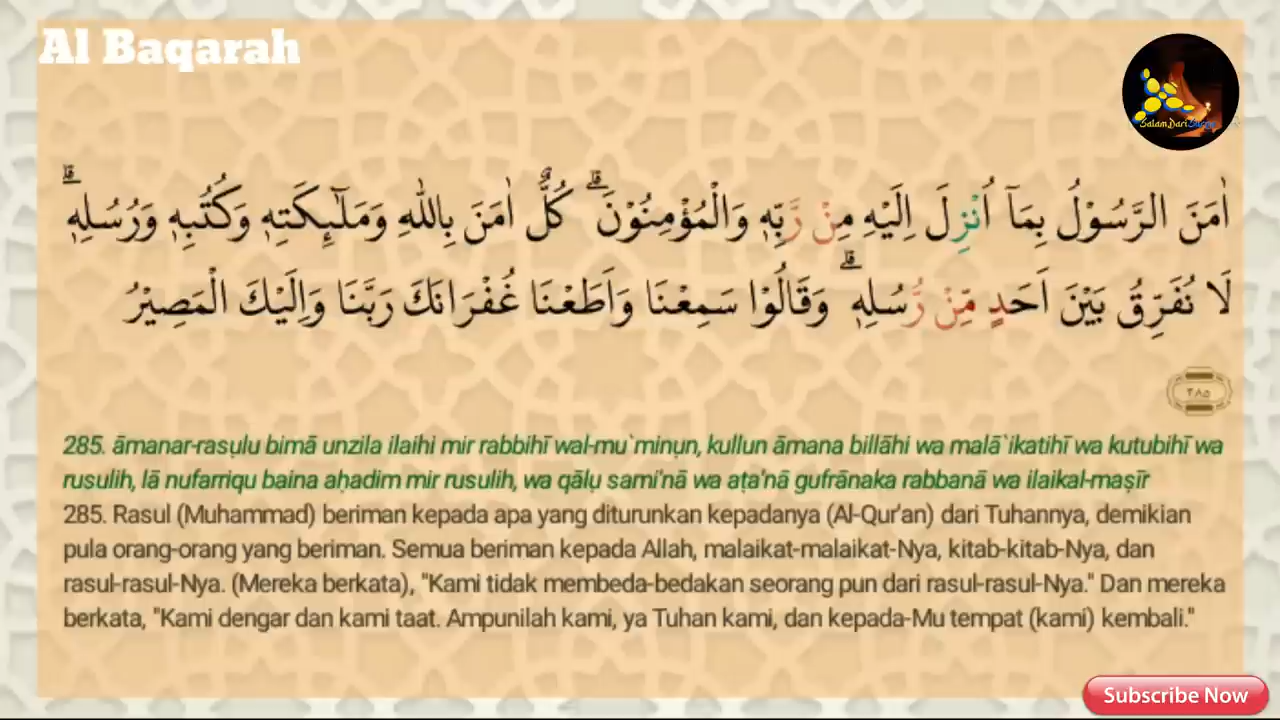 Al Baqarah
اٰمَنَ الرَّسُوْلُ بِمَآ اُنْزِلَ اِلَيْهِ مِنْ رَّبِّهٖ وَالْمُؤْمِنُوْنَۗ كُلٌّ اٰمَنَ بِاللّٰهِ وَمَلٰۤىِٕكَتِهٖ وَكُتُبِهٖ وَرُسُلِهٖۗ
لَا نُفَرِّقُ بَيْنَ اَحَدٍ مِّنْ رُّسُلِهٖۗ وَقَالُوْا سَمِعْنَا وَاَطَعْنَا غُفْرَانَكَ رَبَّنَا وَاِلَيْكَ الْمَصِيْرُ
٢٨٥
285. āmanar-rasụlu bimā unzila ilaihi mir rabbihī wal-mu`minụn, kullun āmana billāhi wa malā`ikatihī wa kutubihī wa
rusulih, lā nufarriqu baina aḥadim mir rusulih, wa qālụ sami'nā wa aṭa'nā gufrānaka rabbanā wa ilaikal-maṣīr
285. Rasul (Muhammad) beriman kepada apa yang diturunkan kepadanya (Al-Qur'an) dari Tuhannya, demikian
pula orang-orang yang beriman. Semua beriman kepada Allah, malaikat-malaikat-Nya, kitab-kitab-Nya, dan
rasul-rasul-Nya. (Mereka berkata), "Kami tidak membeda-bedakan seorang pun dari rasul-rasul-Nya." Dan mereka
berkata, "Kami dengar dan kami taat. Ampunilah kami, ya Tuhan kami, dan kepada-Mu tempat (kami) kembali."
Subscribe Now